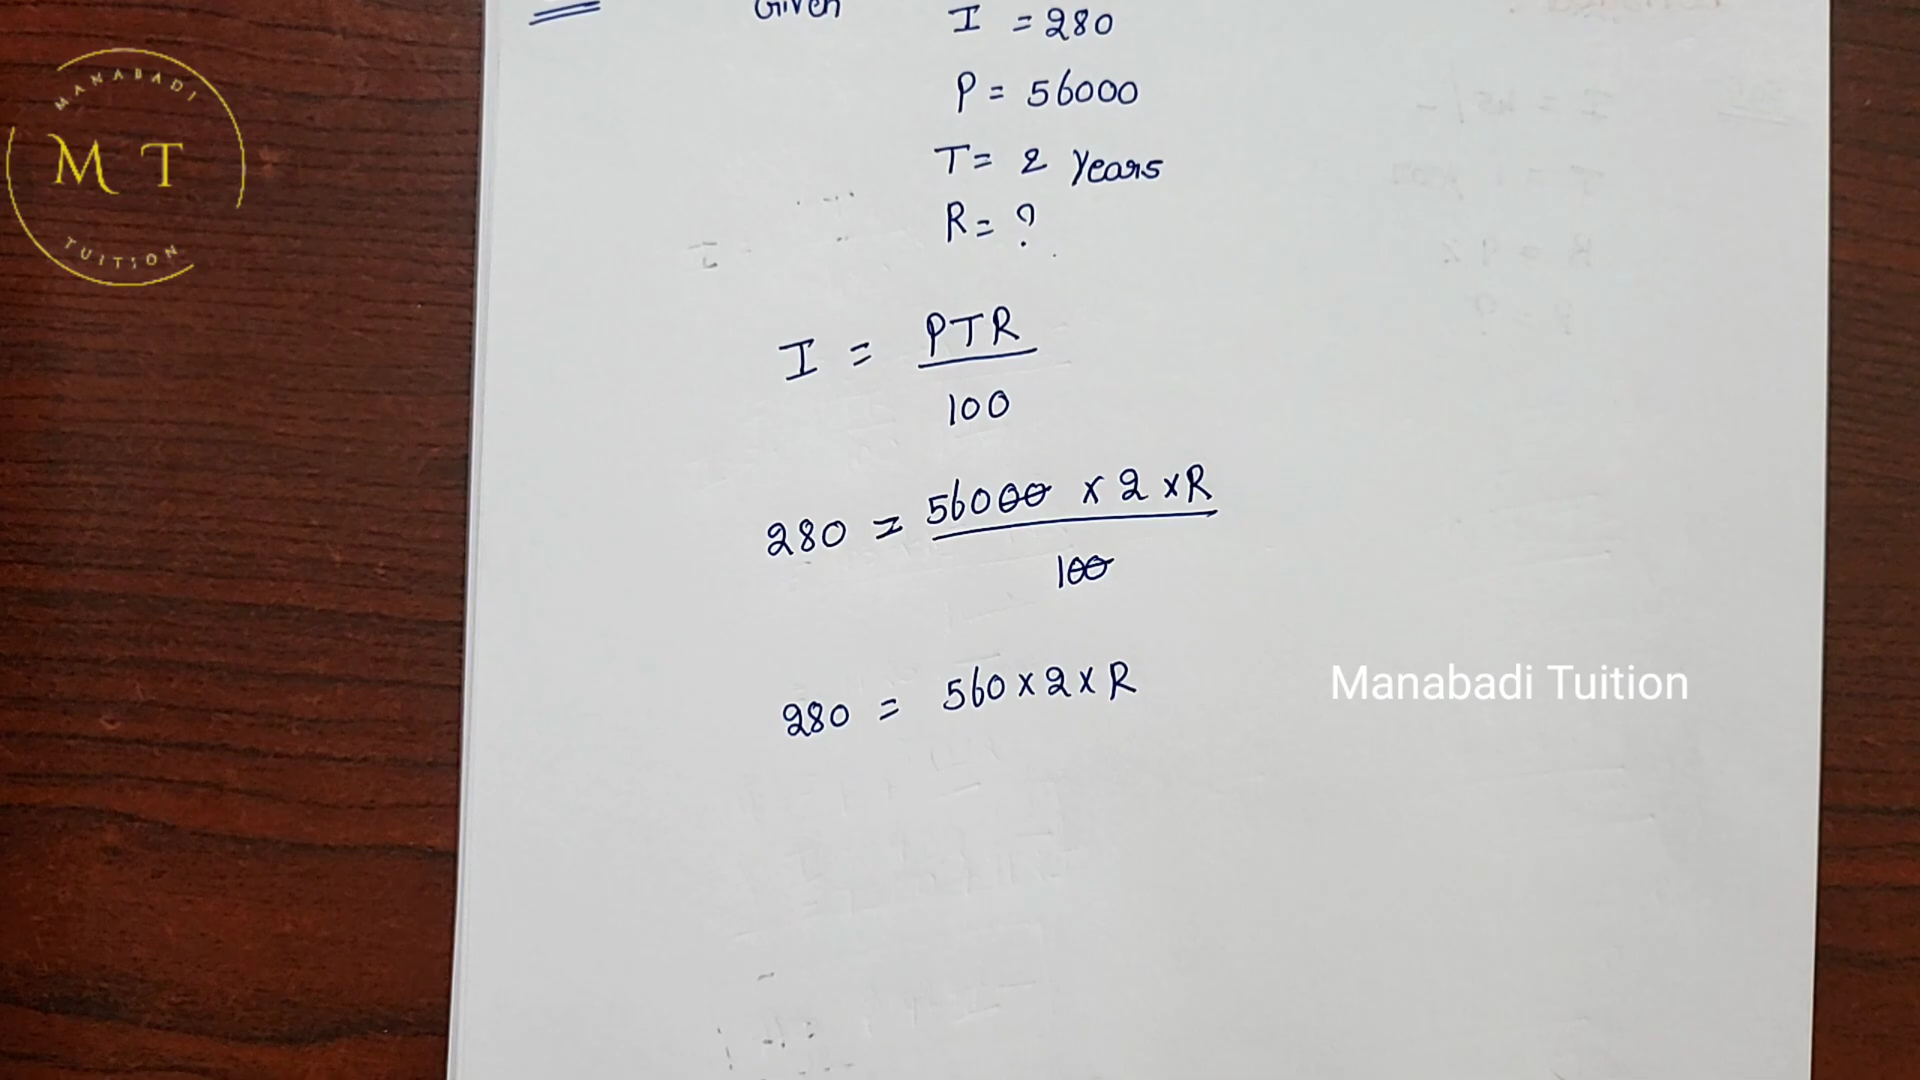 MANABADI
M T
TUITION
Given
I = 280
P = 56000
T = 2 Years
R = ?
I = PTR
100
280 = 56000 x 2 x R
100
280 = 560 x 2 x R
Manabadi Tuition